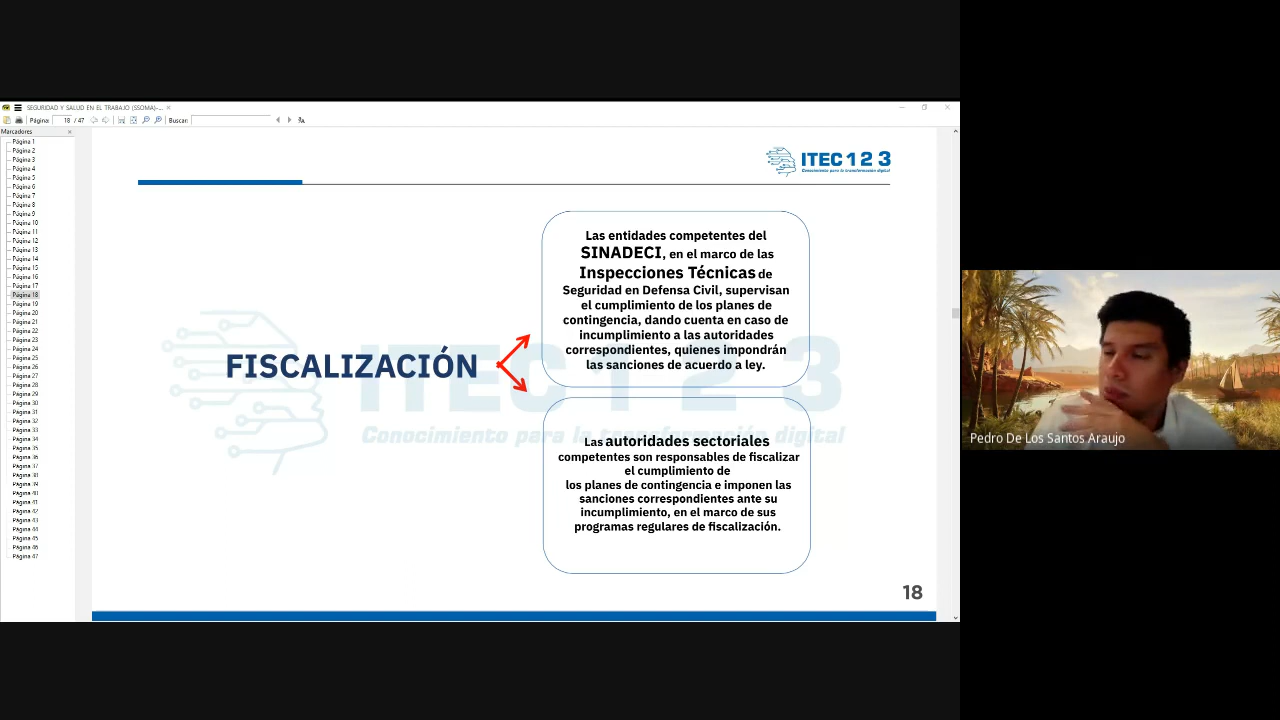 SEGURIDAD Y SALUD EN EL TRABAJO (SSOMA)-...
Página: 18 / 47 Buscar:
Marcadores
Página 1
Página 2
Página 3
Página 4
Página 5
Página 6
Página 7
Página 8
Página 9
Página 10
Página 11
Página 12
Página 13
Página 14
Página 15
Página 16
Página 17
Página 18
Página 19
Página 20
Página 21
Página 22
Página 23
Página 24
Página 25
Página 26
Página 27
Página 28
Página 29
Página 30
Página 31
Página 32
Página 33
Página 34
Página 35
Página 36
Página 37
Página 38
Página 39
Página 40
Página 41
Página 42
Página 43
Página 44
Página 45
Página 46
Página 47
ITEC 1 2 3
Conocimiento para la transformación digital
FISCALIZACIÓN
Las entidades competentes del
SINADECI, en el marco de las
Inspecciones Técnicas de
Seguridad en Defensa Civil, supervisan
el cumplimiento de los planes de
contingencia, dando cuenta en caso de
incumplimiento a las autoridades
correspondientes, quienes impondrán
las sanciones de acuerdo a ley.
Las autoridades sectoriales
competentes son responsables de fiscalizar
el cumplimiento de
los planes de contingencia e imponen las
sanciones correspondientes ante su
incumplimiento, en el marco de sus
programas regulares de fiscalización.
ITEC 1 2 3
Conocimiento para la transformación digital
18
Pedro De Los Santos Araujo